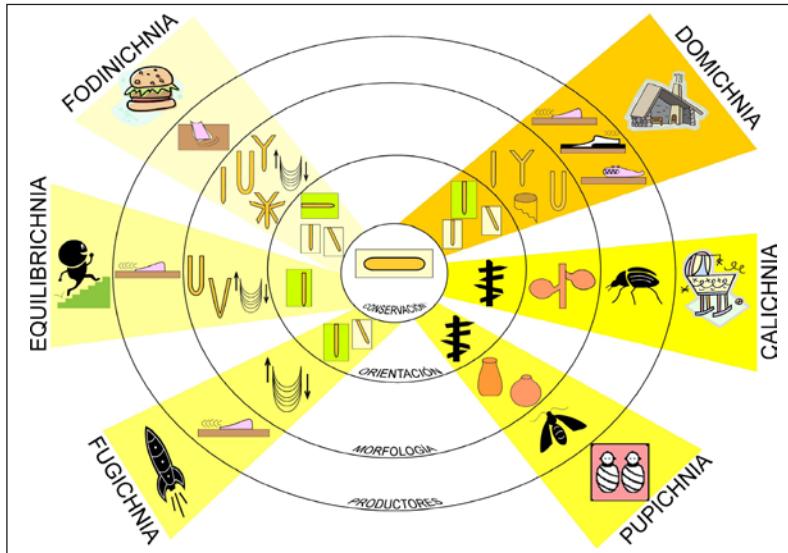 FODINICHNIA
DOMICHNIA
EQUILIBRICHNIA
CALICHNIA
FUGICHNIA
PUPICHNIA
CONSERVACIÓN
ORIENTACIÓN
MORFOLOGÍA
PRODUCTORES